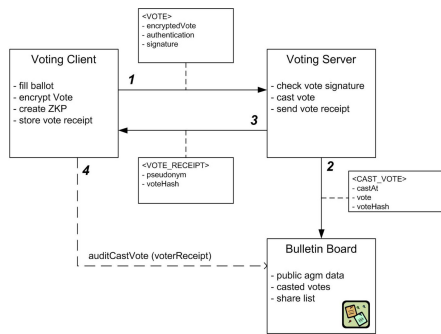 <VOTE>
- encryptedVote
- authentication
- signature
Voting Client
- fill ballot
- encrypt Vote
- create ZKP
- store vote receipt
1
Voting Server
- check vote signature
- cast vote
- send vote receipt
3
4
<VOTE_RECEIPT>
- pseudonym
- voteHash
2
<CAST_VOTE>
- castAt
- vote
- voteHash
auditCastVote (voterReceipt)
Bulletin Board
- public agm data
- casted votes
- share list